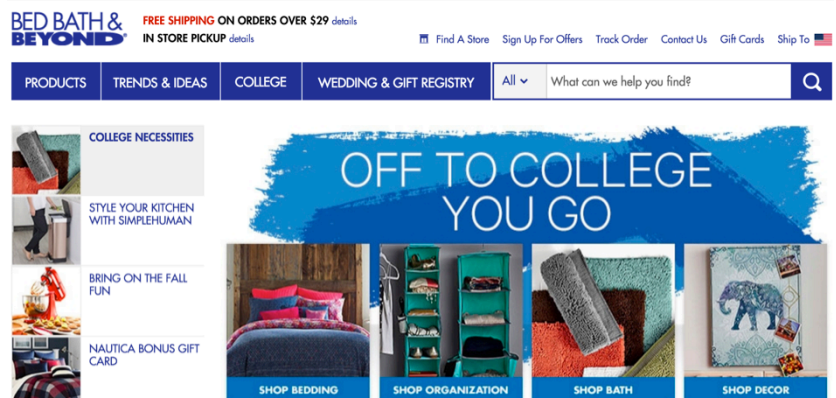 BED BATH &
BEYOND
FREE SHIPPING ON ORDERS OVER $29 details
IN STORE PICKUP details
Find A Store Sign Up For Offers Track Order Contact Us Gift Cards Ship To
PRODUCTS TRENDS & IDEAS COLLEGE WEDDING & GIFT REGISTRY All What can we help you find?
COLLEGE NECESSITIES
STYLE YOUR KITCHEN
WITH SIMPLEHUMAN
BRING ON THE FALL
FUN
NAUTICA BONUS GIFT
CARD
OFF TO COLLEGE
YOU GO
SHOP BEDDING SHOP ORGANIZATION SHOP BATH SHOP DECOR